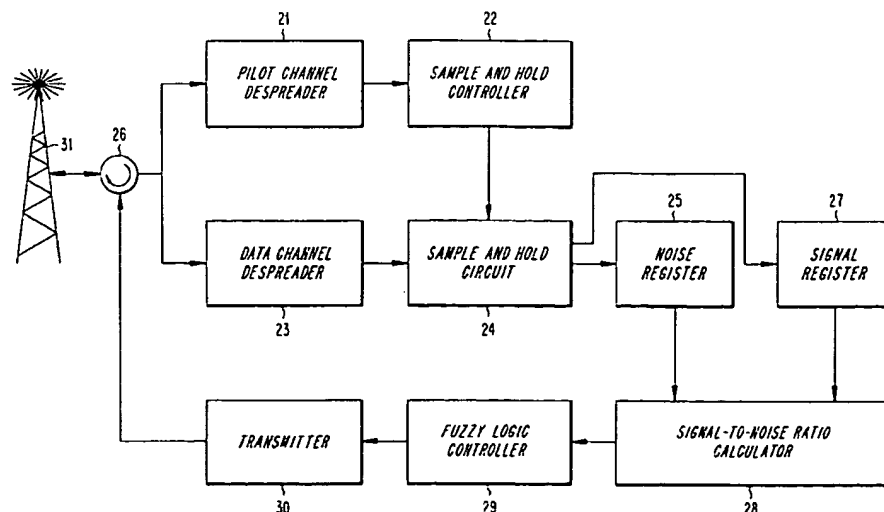 21
22
PILOT CHANNEL
DESPREADER
SAMPLE AND HOLD
CONTROLLER
26
31
25
27
DATA CHANNEL
DESPREADER
SAMPLE AND HOLD
CIRCUIT
NOISE
REGISTER
SIGNAL
REGISTER
23
24
TRANSMITTER
FUZZY LOGIC
CONTROLLER
SIGNAL-TO-NOISE RATIO
CALCULATOR
30
29
28